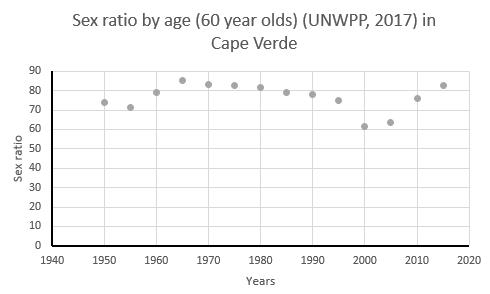 Sex ratio by age (60 year olds) (UNWPP, 2017) in
Cape Verde
90
80
70
60
50
40
30
20
10
0
Sex ratio
1940 1950 1960 1970 1980 1990 2000 2010 2020
Years